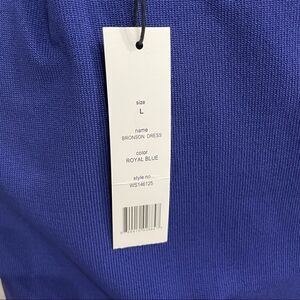 size
L
name
BRONSON DRESS
color
ROYAL BLUE
style no.
WS146125